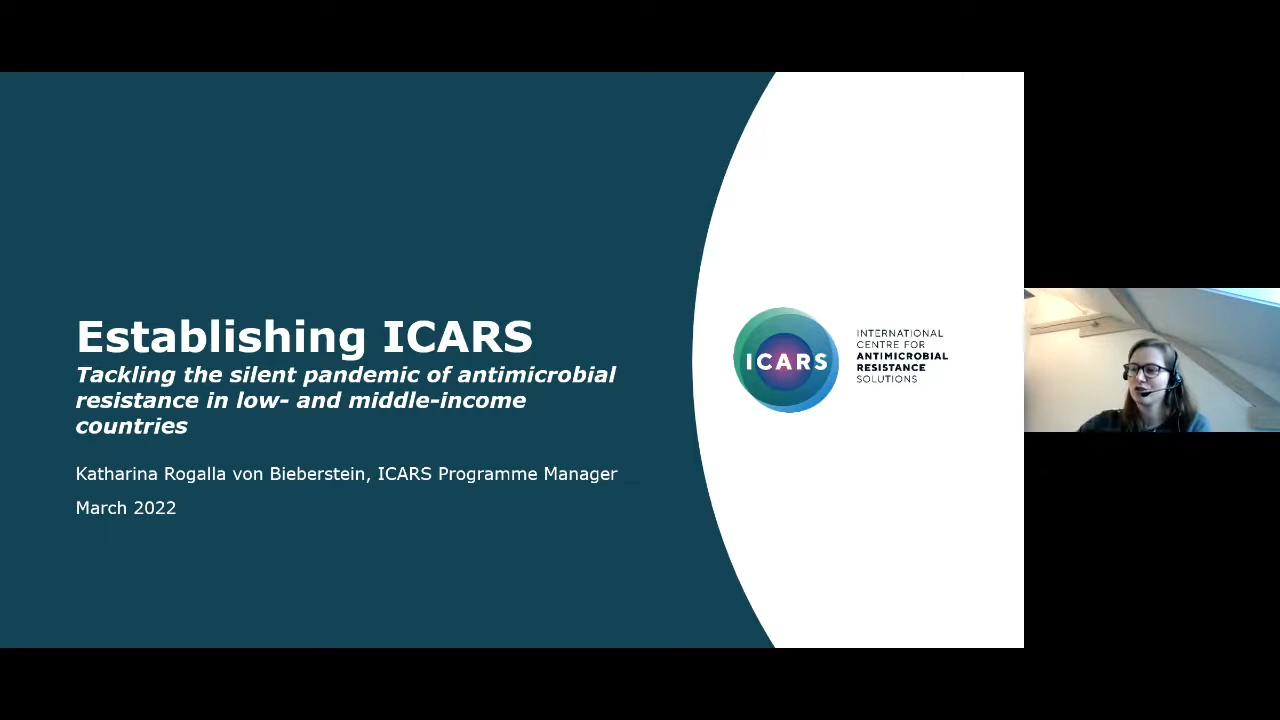 Establishing ICARS
Tackling the silent pandemic of antimicrobial
resistance in low- and middle-income
countries
Katharina Rogalla von Bieberstein, ICARS Programme Manager
March 2022
ICARS
INTERNATIONAL
CENTRE FOR
ANTIMICROBIAL
RESISTANCE
SOLUTIONS